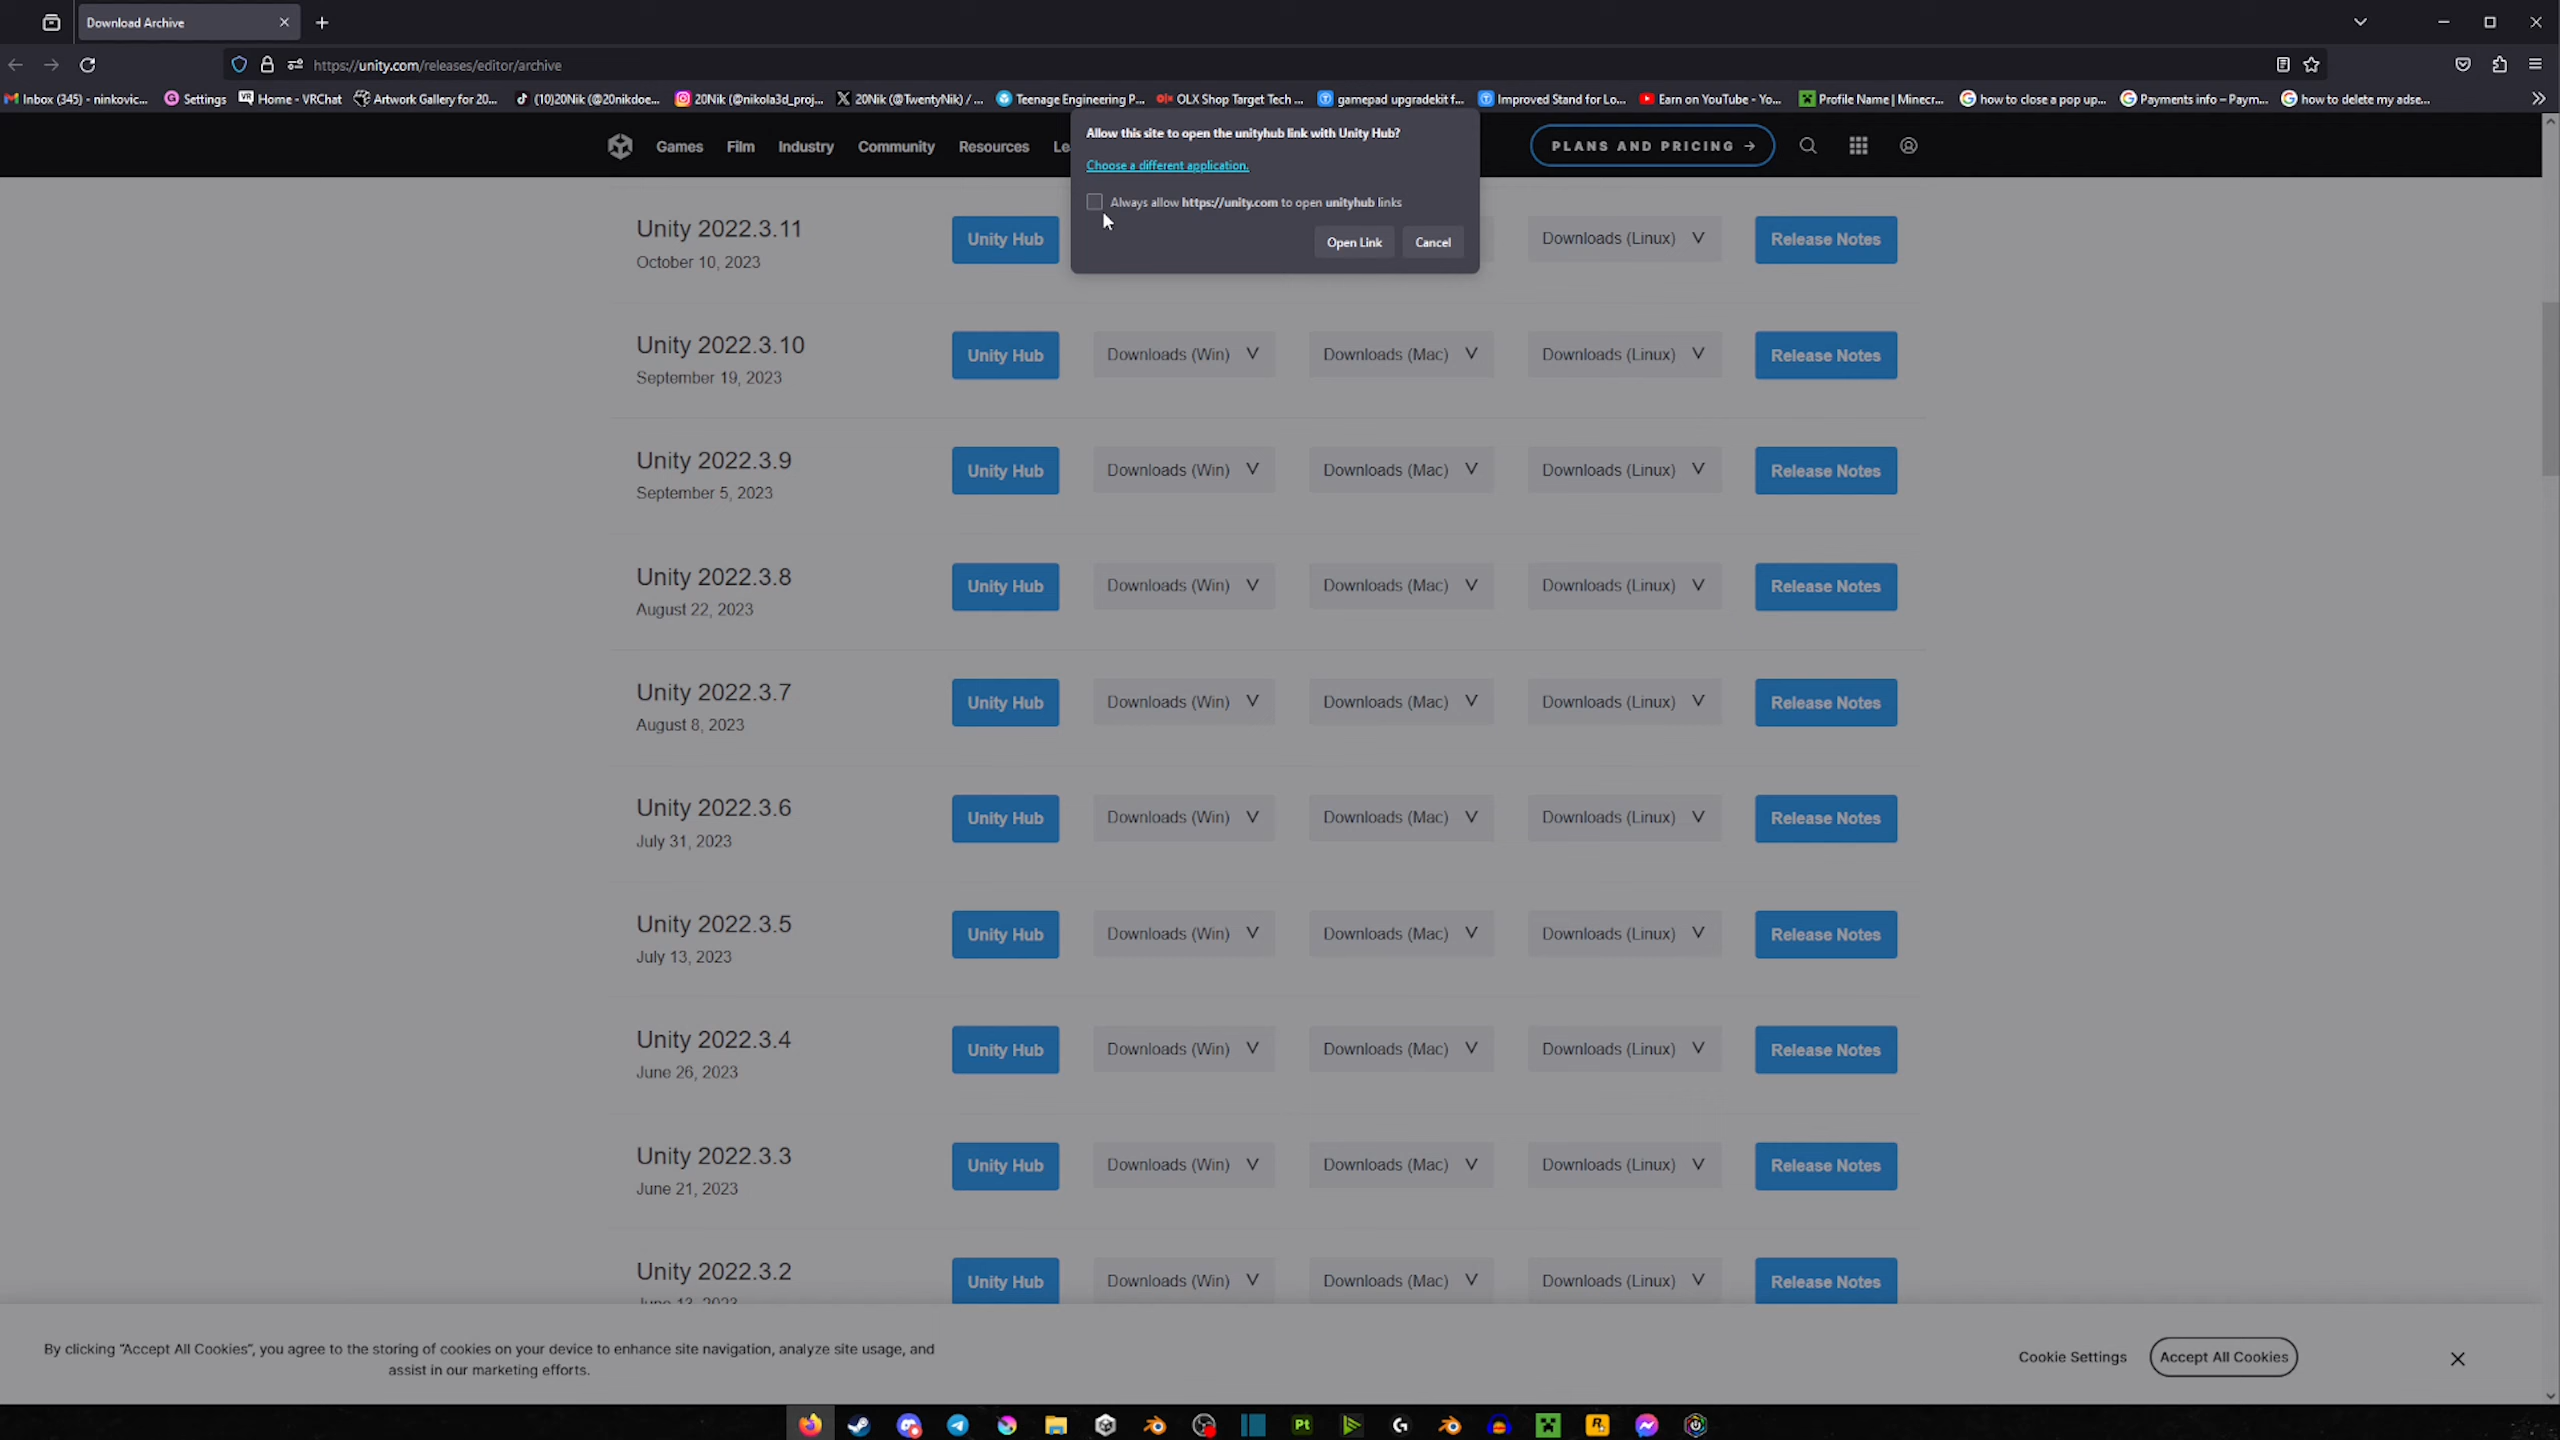 Download Archive
https://unity.com/releases/editor/archive
Inbox (345) - ninkovic... Settings Home - VRChat Artwork Gallery for 20... (10)20Nik (@20nikdoe... 20Nik (@nikola3d_proj... 20Nik (@TwentyNik) / ... Teenage Engineering P... OLX Shop Target Tech ... gamepad upgradekit f... Improved Stand for Lo... Earn on YouTube - Yo... Profile Name | Minecr... how to close a pop up... Payments info – Paym... how to delete my adse...
Games Film Industry Community Resources Le PLANS AND PRICING →
Allow this site to open the unityhub link with Unity Hub?
Choose a different application.
Always allow https://unity.com to open unityhub links
Open Link Cancel
Unity 2022.3.11 Unity Hub Downloads (Linux) Release Notes
October 10, 2023
Unity 2022.3.10 Unity Hub Downloads (Win) Downloads (Mac) Downloads (Linux) Release Notes
September 19, 2023
Unity 2022.3.9 Unity Hub Downloads (Win) Downloads (Mac) Downloads (Linux) Release Notes
September 5, 2023
Unity 2022.3.8 Unity Hub Downloads (Win) Downloads (Mac) Downloads (Linux) Release Notes
August 22, 2023
Unity 2022.3.7 Unity Hub Downloads (Win) Downloads (Mac) Downloads (Linux) Release Notes
August 8, 2023
Unity 2022.3.6 Unity Hub Downloads (Win) Downloads (Mac) Downloads (Linux) Release Notes
July 31, 2023
Unity 2022.3.5 Unity Hub Downloads (Win) Downloads (Mac) Downloads (Linux) Release Notes
July 13, 2023
Unity 2022.3.4 Unity Hub Downloads (Win) Downloads (Mac) Downloads (Linux) Release Notes
June 26, 2023
Unity 2022.3.3 Unity Hub Downloads (Win) Downloads (Mac) Downloads (Linux) Release Notes
June 21, 2023
Unity 2022.3.2 Unity Hub Downloads (Win) Downloads (Mac) Downloads (Linux) Release Notes
June 13, 2023
By clicking "Accept All Cookies", you agree to the storing of cookies on your device to enhance site navigation, analyze site usage, and
assist in our marketing efforts.
Cookie Settings Accept All Cookies
Pt